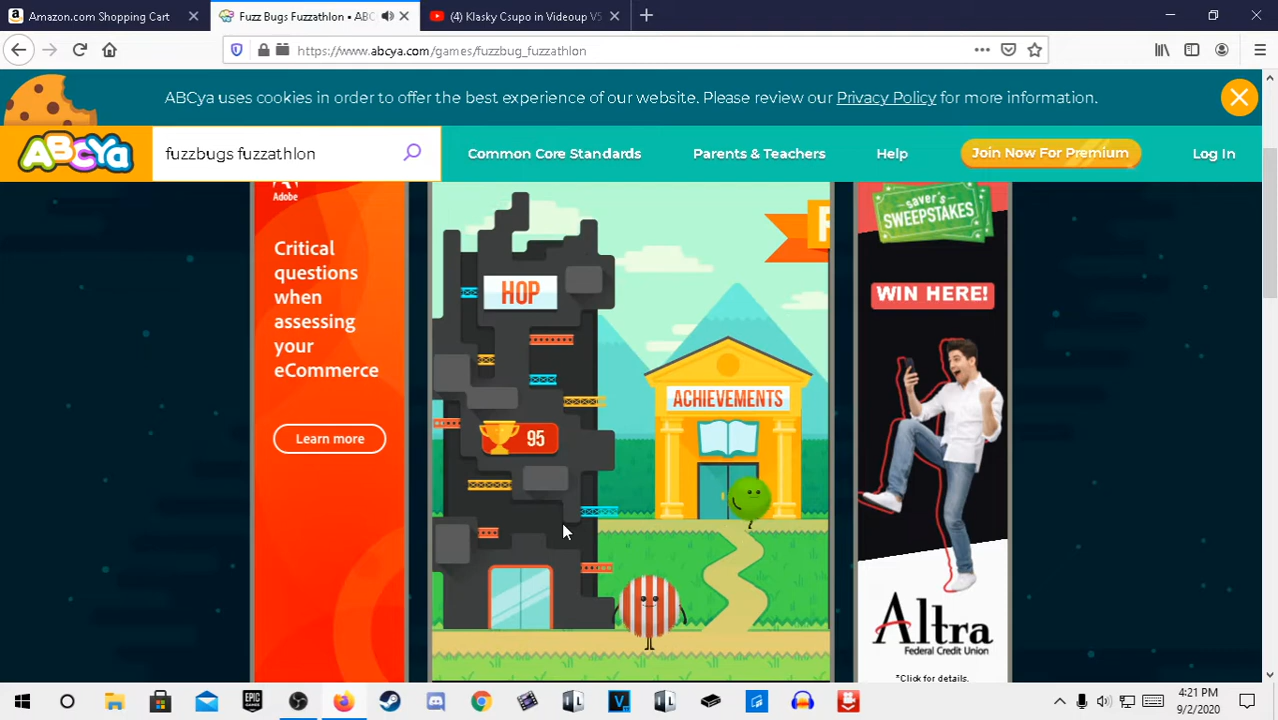 Amazon.com Shopping Cart
Fuzz Bugs Fuzzathlon • ABC
(4) Klasky Csupo in Videoup V5
https://www.abcya.com/games/fuzzbug_fuzzathlon
ABCya uses cookies in order to offer the best experience of our website. Please review our Privacy Policy for more information.
ABCYa
fuzzbugs fuzzathlon
Common Core Standards
Parents & Teachers
Help
Join Now For Premium
Log In
Adobe
Critical
questions
when
assessing
your
eCommerce
Learn more
HOP
95
F
ACHIEVEMENTS
saver's
SWEEPSTAKES
WIN HERE!
Altra
Federal Credit Union
*Click for details.
EPIC
GAMES
4:21 PM
9/2/2020